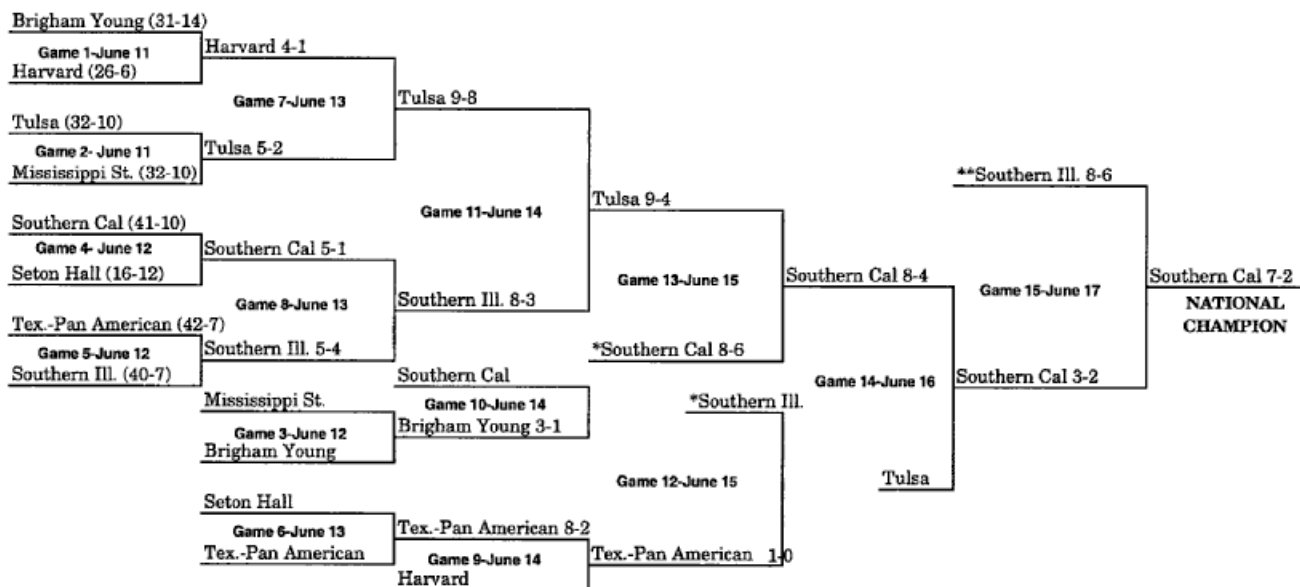 Brigham Young (31-14)
Game 1-June 11
Harvard (26-6)
Harvard 4-1
Game 7-June 13
Tulsa 9-8
Tulsa (32-10)
Game 2- June 11
Mississippi St. (32-10)
Tulsa 5-2
Game 11-June 14
Tulsa 9-4
Southern Cal (41-10)
Game 4- June 12
Seton Hall (16-12)
Southern Cal 5-1
Game 8-June 13
Southern Ill. 8-3
Tex.-Pan American (42-7)
Game 5-June 12
Southern Ill. (40-7)
Southern Ill. 5-4
Game 13-June 15
*Southern Cal 8-6
Southern Cal 8-4
Southern Cal
Game 10-June 14
Brigham Young 3-1
Mississippi St.
Game 3-June 12
Brigham Young
Seton Hall
Game 6-June 13
Tex.-Pan American
Tex.-Pan American 8-2
Game 9-June 14
Harvard
*Southern Ill.
Game 12-June 15
Tex.-Pan American 1-0
Game 14-June 16
Tulsa
**Southern Ill. 8-6
Game 15-June 17
Southern Cal 3-2
Southern Cal 7-2
NATIONAL
CHAMPION